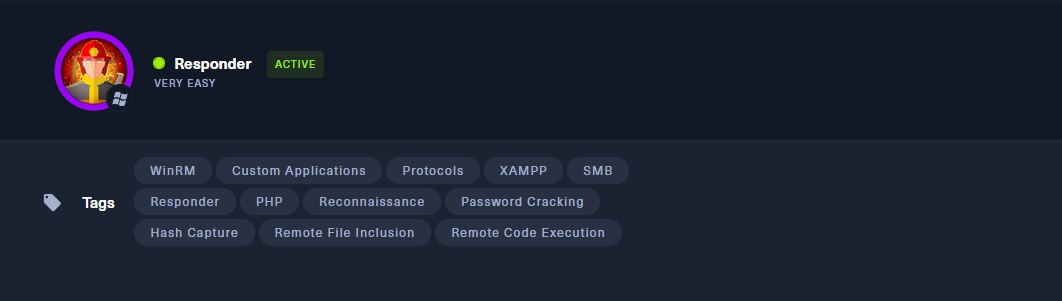 Responder ACTIVE
VERY EASY
WinRM Custom Applications Protocols XAMPP SMB
Tags Responder PHP Reconnaissance Password Cracking
Hash Capture Remote File Inclusion Remote Code Execution